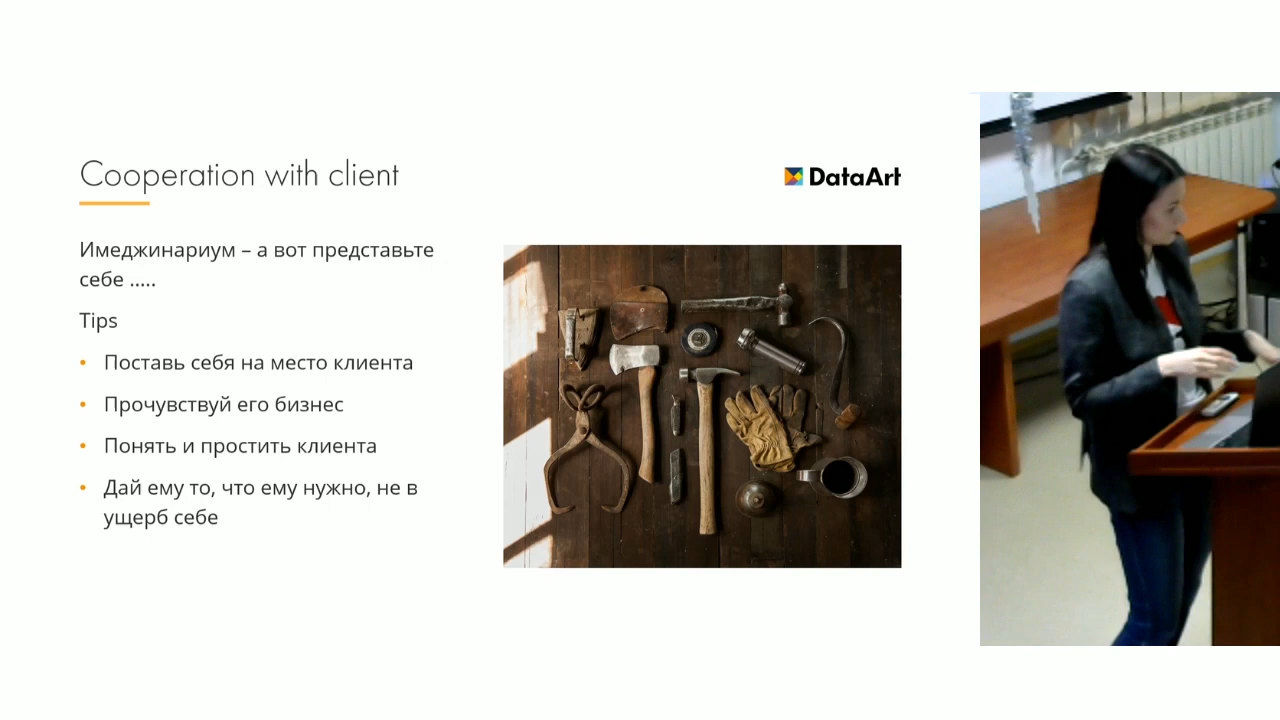 Cooperation with client
DataArt
Имеджинариум – а вот представьте
себе .....
Tips
• Поставь себя на место клиента
• Прочувствуй его бизнес
• Понять и простить клиента
• Дай ему то, что ему нужно, не в
ущерб себе